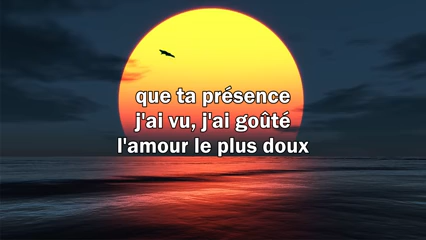 que ta présence
j'ai vu, j'ai goûté
l'amour le plus doux